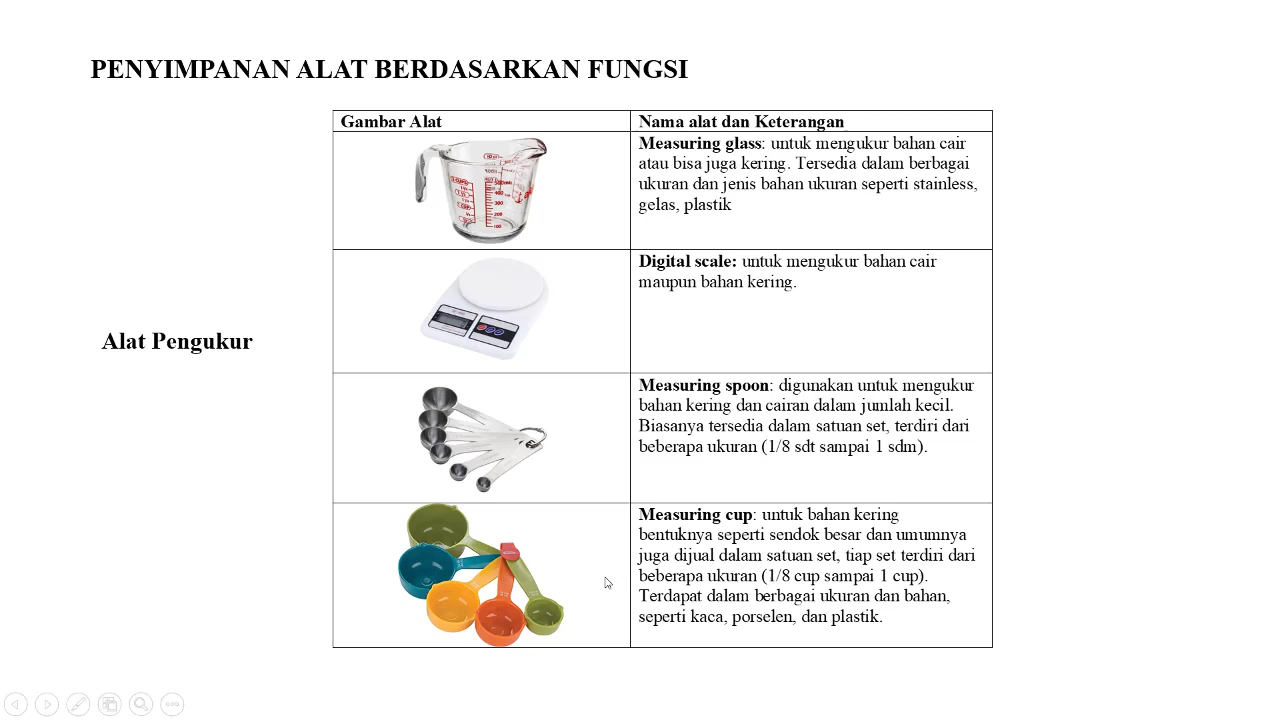 PENYIMPANAN ALAT BERDASARKAN FUNGSI
Gambar Alat
Nama alat dan Keterangan
Measuring glass: untuk mengukur bahan cair
atau bisa juga kering. Tersedia dalam berbagai
ukuran dan jenis bahan ukuran seperti stainless,
gelas, plastik
Digital scale: untuk mengukur bahan cair
maupun bahan kering.
Alat Pengukur
Measuring spoon: digunakan untuk mengukur
bahan kering dan cairan dalam jumlah kecil.
Biasanya tersedia dalam satuan set, terdiri dari
beberapa ukuran (1/8 sdt sampai 1 sdm).
Measuring cup: untuk bahan kering
bentuknya seperti sendok besar dan umumnya
juga dijual dalam satuan set, tiap set terdiri dari
beberapa ukuran (1/8 cup sampai 1 cup).
Terdapat dalam berbagai ukuran dan bahan,
seperti kaca, porselen, dan plastik.